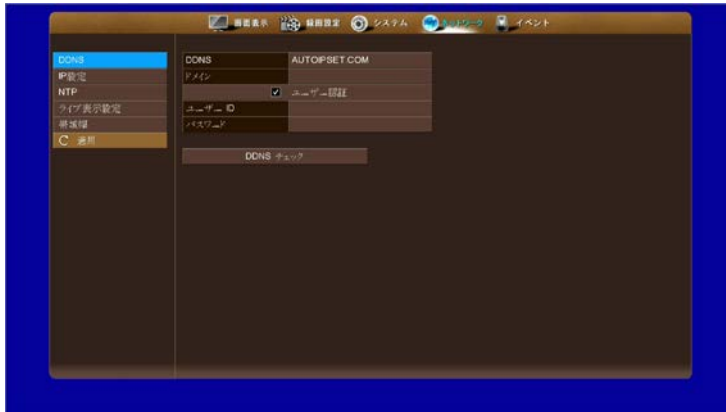 画面表示 録画設定 システム ネットワーク イベント
DDNS
IP設定
NTP
ライブ表示設定
帯域幅
適用
DDNS AUTOIPSET.COM
ドメイン
ユーザー認証
ユーザー ID
パスワード
DDNS チェック